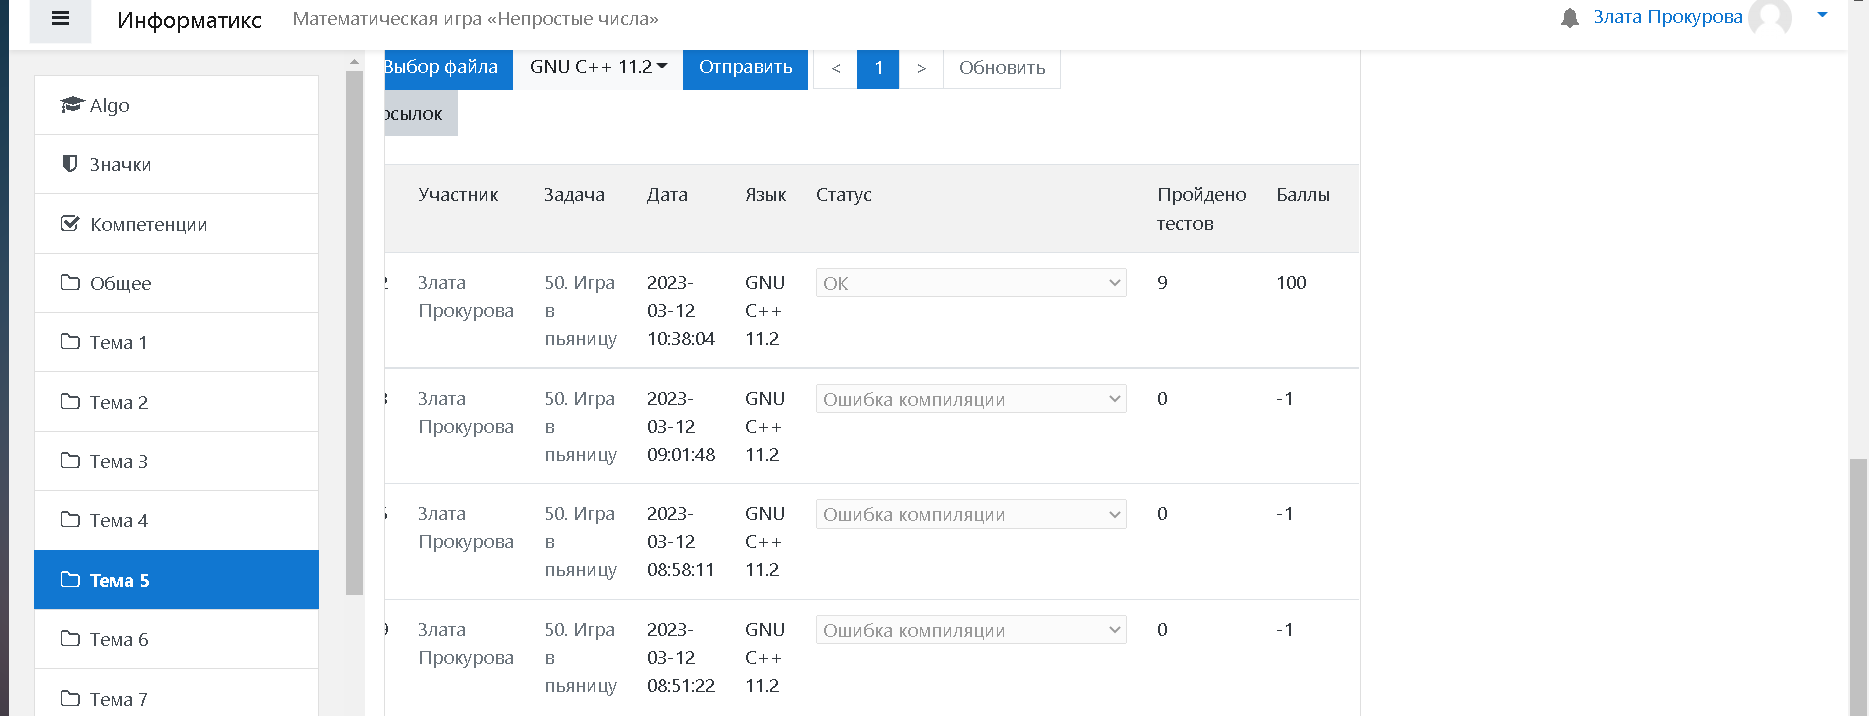 Информатикс
Математическая игра «Непростые числа»
Злата Прокурова
Algo
Значки
Компетенции
Общее
Тема 1
Тема 2
Тема 3
Тема 4
Тема 5
Тема 6
Тема 7
Выбор файла GNU C++ 11.2 Отправить < 1 > Обновить
осылок
Участник Задача Дата Язык Статус Пройдено
тестов Баллы
2 Злата 50. Игра 2023- GNU OK 9 100
Прокурова в 03-12 C++
пьяницу 10:38:04 11.2
3 Злата 50. Игра 2023- GNU Ошибка компиляции 0 -1
Прокурова в 03-12 C++
пьяницу 09:01:48 11.2
Злата 50. Игра 2023- GNU Ошибка компиляции 0 -1
Прокурова в 03-12 C++
пьяницу 08:58:11 11.2
9 Злата 50. Игра 2023- GNU Ошибка компиляции 0 -1
Прокурова в 03-12 C++
пьяницу 08:51:22 11.2